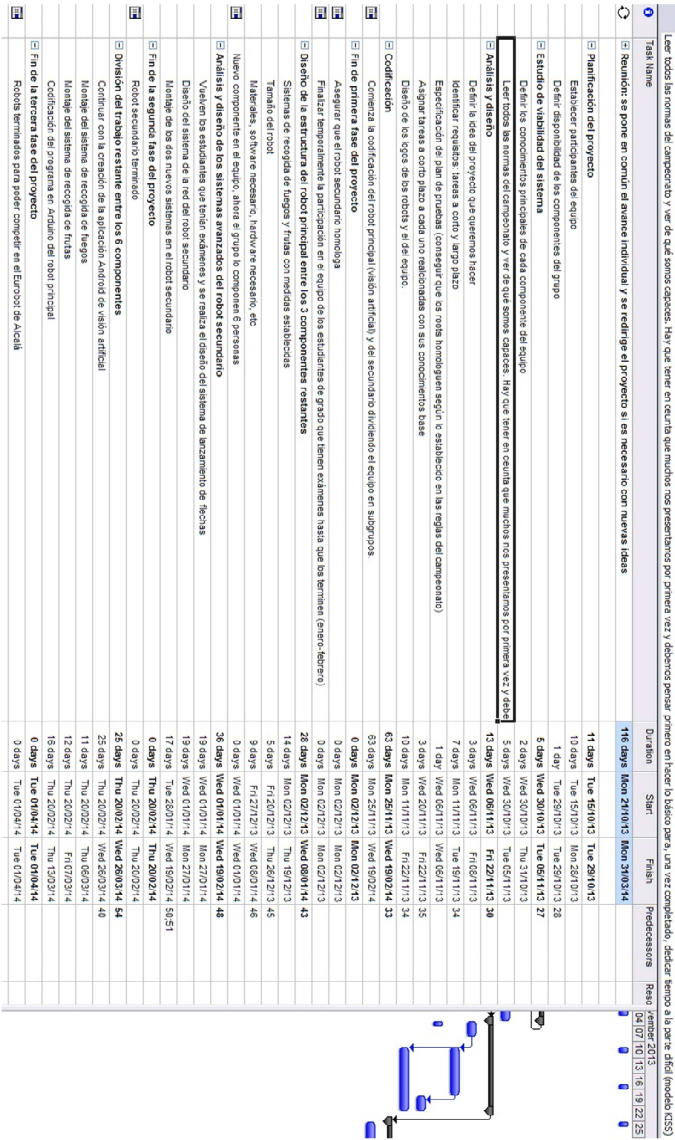 Leer todos las normas del campeonato y ver de qué somos capaces. Hay que tener en ceunta que muchos nos presentamos por primera vez y debemos pensar primero en hacer lo básico para, una vez completado, dedicar tiempo a la parte difícil (modelo KISS)
Task Name Duration Start Finish Predecessors Reso vember 2013
04 07 10 13 16 19 22 25
Reunión: se pone en común el avance individual y se redirige el proyecto si es necesario con nuevas ideas 116 days Mon 21/10/13 Mon 31/03/14
Planificación del proyecto 11 days Tue 15/10/13 Tue 29/10/13
Establecer participantes del equipo 10 days Tue 15/10/13 Mon 28/10/13
Definir disponibilidad de los componentes del grupo 1 day Tue 29/10/13 Tue 29/10/13 28
Estudio de viabilidad del sistema 5 days Wed 30/10/13 Tue 05/11/13 27
Definir los conocimientos principales de cada componente del equipo 2 days Wed 30/10/13 Thu 31/10/13
Leer todos las normas del campeonato y ver de qué somos capaces. Hay que tener en ceunta que muchos nos presentamos por primera vez y debe 5 days Wed 30/10/13 Tue 05/11/13
Análisis y diseño 13 days Wed 06/11/13 Fri 22/11/13 30
Definir la idea del proyecto que queremos hacer 3 days Wed 06/11/13 Fri 08/11/13
Identificar requisitos: tareas a corto y largo plazo 7 days Mon 11/11/13 Tue 19/11/13 34
Especificación del plan de pruebas (conseguir que los roots homologuen según lo establecido en las reglas del campeonato) 1 day Wed 06/11/13 Wed 06/11/13
Asignar tareas a corto plazo a cada uno realcionadas con sus conocimientos base 3 days Wed 20/11/13 Fri 22/11/13 35
Diseño de los logos de los robots y el del equipo. 10 days Mon 11/11/13 Fri 22/11/13 34
Codificación 63 days Mon 25/11/13 Wed 19/02/14 33
Comienza la codificación del robot principal (visión artificial) y del secundario dividiendo el equipo en subgrupos. 63 days Mon 25/11/13 Wed 19/02/14
Fin de primera fase del proyecto 0 days Mon 02/12/13 Mon 02/12/13
Asegurar que el robot secundario homologa 0 days Mon 02/12/13 Mon 02/12/13
Finalizar temporalmente la participación en el equipo de los estudiantes de grado que tienen exámenes hasta que los terminen (enero-febrero) 0 days Mon 02/12/13 Mon 02/12/13
Diseño de la estructura del robot principal entre los 3 componentes restantes 28 days Mon 02/12/13 Wed 08/01/14 43
Sistemas de recogida de fuegos y frutas con medidas establecidas 14 days Mon 02/12/13 Thu 19/12/13
Tamaño del robot 5 days Fri 20/12/13 Thu 26/12/13 45
Materiales, software necesario, hardware necesario, etc 9 days Fri 27/12/13 Wed 08/01/14 46
Nuevo componente en el equipo, ahora el grupo lo componen 6 personas 0 days Wed 01/01/14 Wed 01/01/14
Análisis y diseño de los sistemas avanzados del robot secundario 36 days Wed 01/01/14 Wed 19/02/14 48
Vuelven los estudiantes que tenían exámenes y se realiza el diseño del sistema de lanzamiento de flechas 19 days Wed 01/01/14 Mon 27/01/14
Diseño del sistema de la red del robot secundario 19 days Wed 01/01/14 Mon 27/01/14
Montaje de los dos nuevos sistemas en el robot secundario 17 days Tue 28/01/14 Wed 19/02/14 50;51
Fin de la segunda fase del proyecto 0 days Thu 20/02/14 Thu 20/02/14
Robot secundario terminado 0 days Thu 20/02/14 Thu 20/02/14
División del trabajo restante entre los 6 componentes 25 days Thu 20/02/14 Wed 26/03/14 54
Continuar con la creación de la aplicación Android de visión artificial 25 days Thu 20/02/14 Wed 26/03/14 40
Montaje del sistema de recogida de fuegos 11 days Thu 20/02/14 Thu 06/03/14
Montaje del sistema de recogida de frutas 12 days Thu 20/02/14 Fri 07/03/14
Codificación del programa en Arduino del robot principal 16 days Thu 20/02/14 Thu 13/03/14
Fin de la tercera fase del proyecto 0 days Tue 01/04/14 Tue 01/04/14
Robots terminados para poder competir en el Eurobot de Alcalá 0 days Tue 01/04/14 Tue 01/04/14